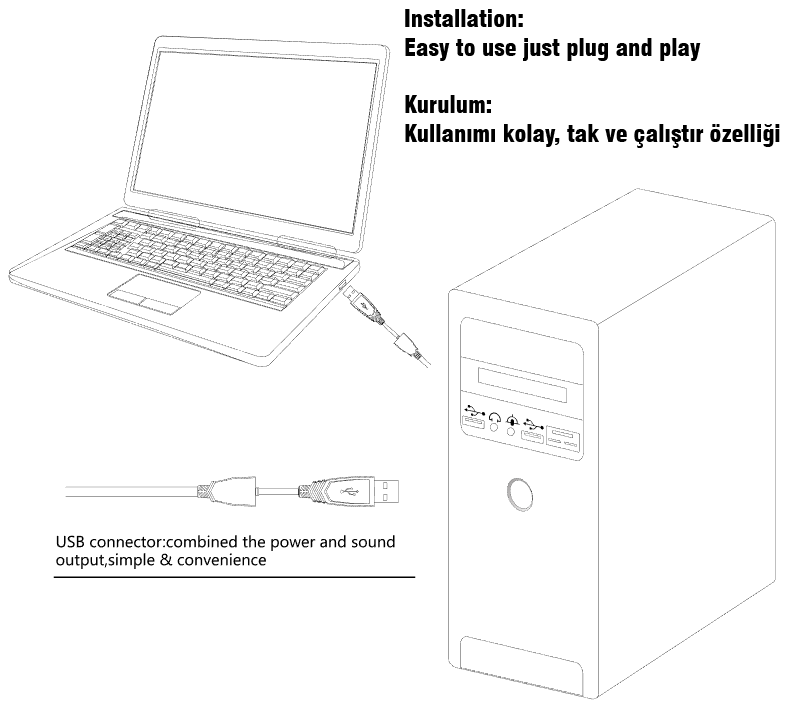 Installation:
Easy to use just plug and play
Kurulum:
Kullanımı kolay, tak ve çalıştır özelliği
USB connector:combined the power and sound
output,simple & convenience